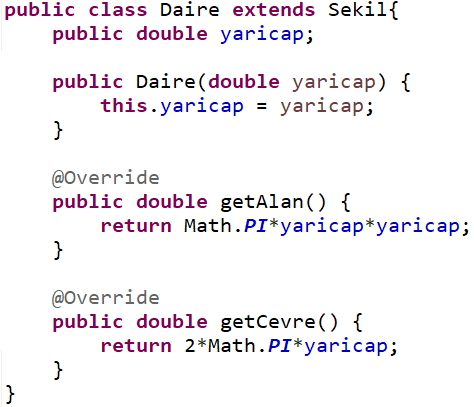 public class Daire extends Sekil{
    public double yaricap;

    public Daire(double yaricap) {
        this.yaricap = yaricap;
    }

    @Override
    public double getAlan() {
        return Math.PI*yaricap*yaricap;
    }

    @Override
    public double getCevre() {
        return 2*Math.PI*yaricap;
    }
}